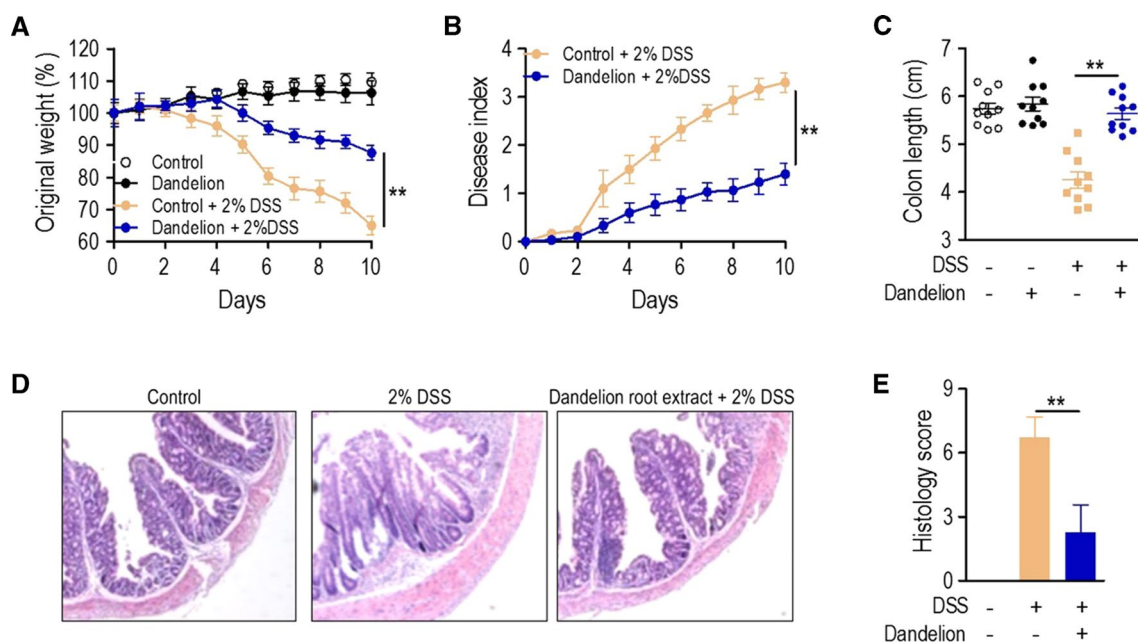 A
Original weight (%)
120
110
100
90
80
70
60
Control
Dandelion
Control + 2% DSS
Dandelion + 2%DSS
**
0 2 4 6 8 10
Days
B
Disease index
4
3
2
1
0
Control + 2% DSS
Dandelion + 2%DSS
**
0 2 4 6 8 10
Days
C
Colon length (cm)
7
6
5
4
3
**
DSS - - + +
Dandelion - + - +
D
Control
2% DSS
Dandelion root extract + 2% DSS
E
Histology score
9
6
3
0
**
DSS - + +
Dandelion +